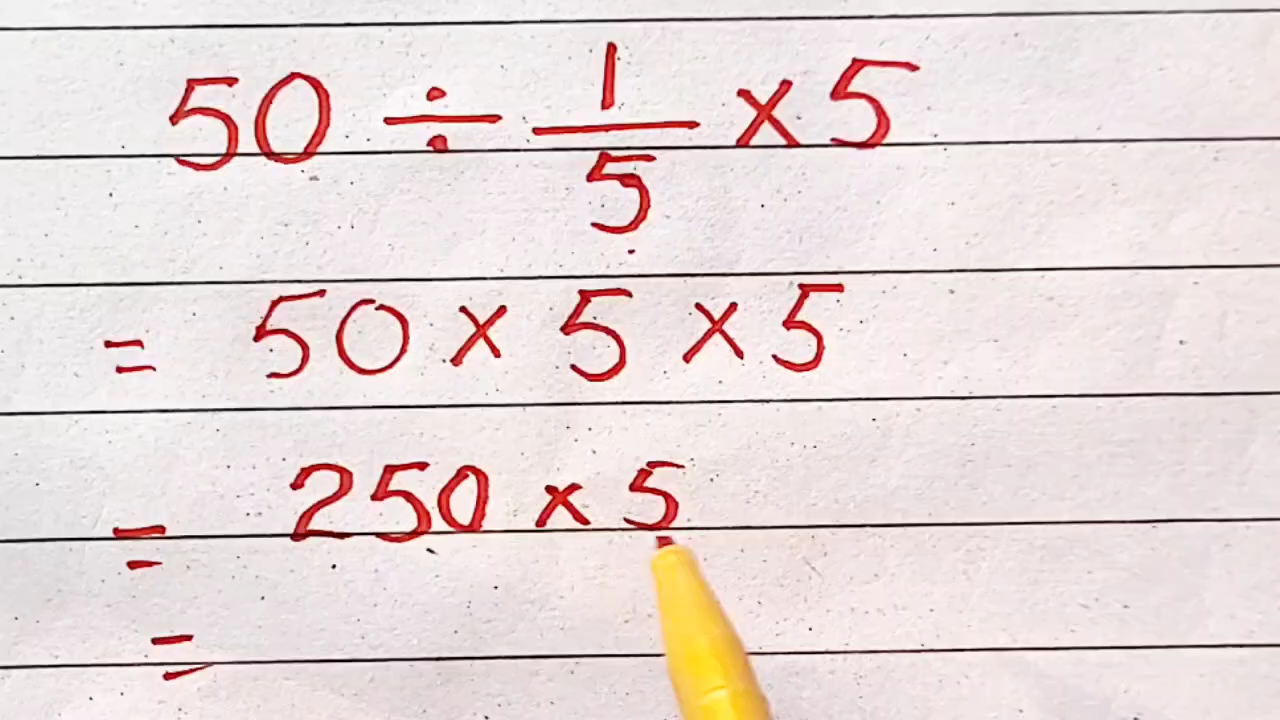 50 ÷ 1/5 × 5
= 50 × 5 × 5
= 250 × 5
=